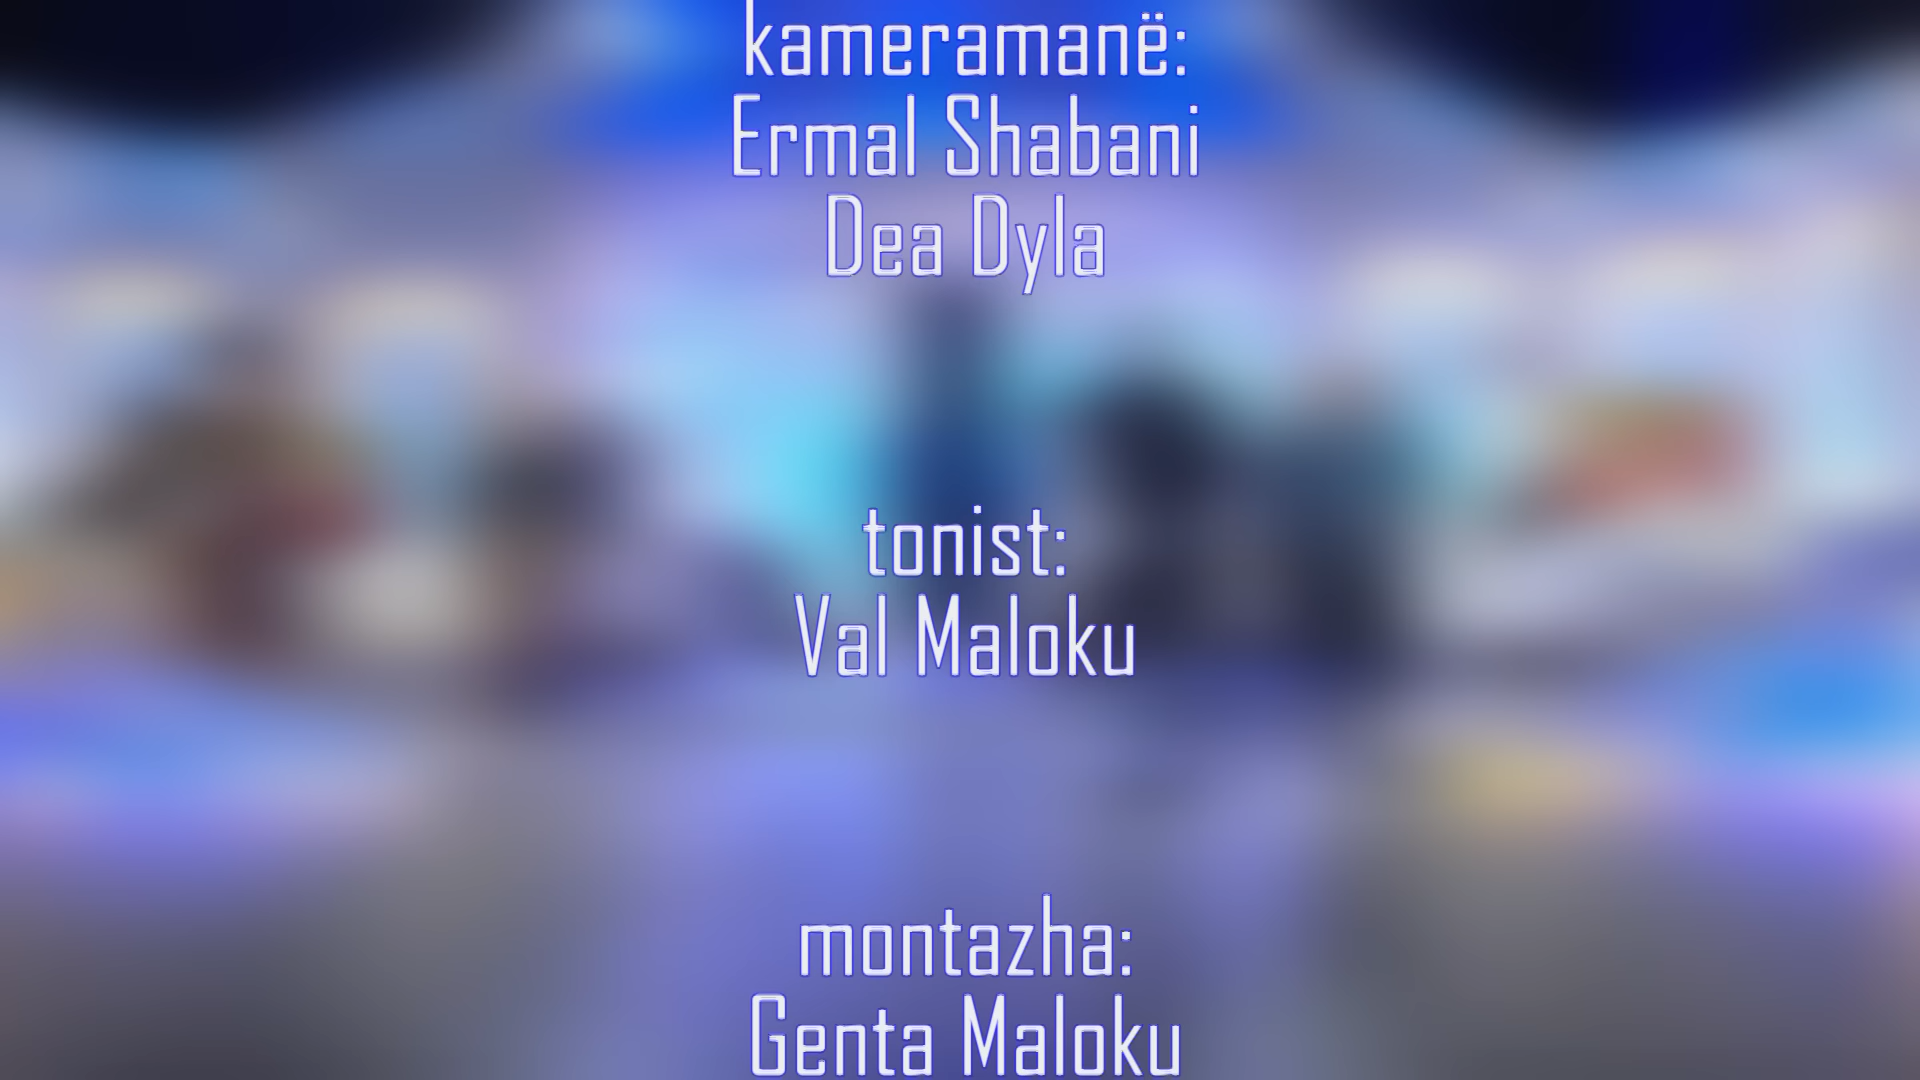 kameramanë:
Ermal Shabani
Dea Dyla
tonist:
Val Maloku
montazha:
Genta Maloku